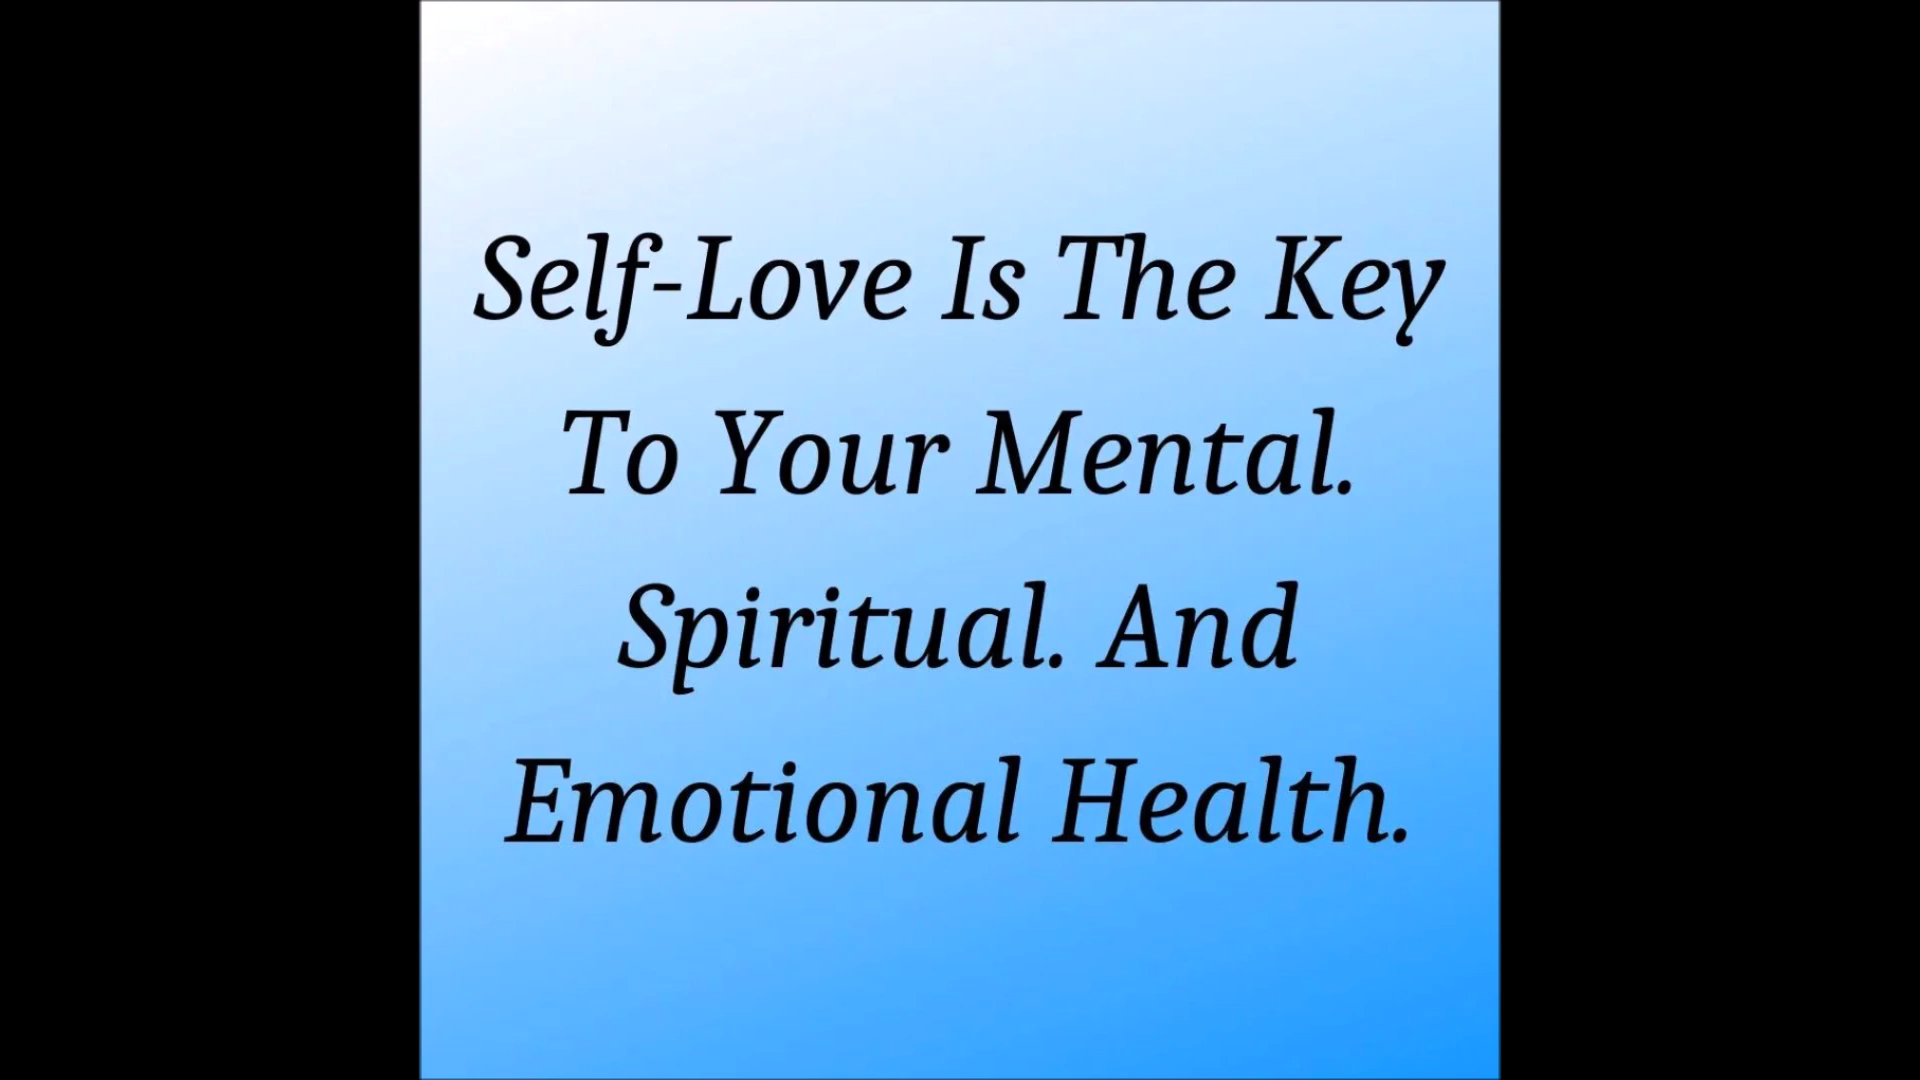 Self-Love Is The Key
To Your Mental.
Spiritual. And
Emotional Health.